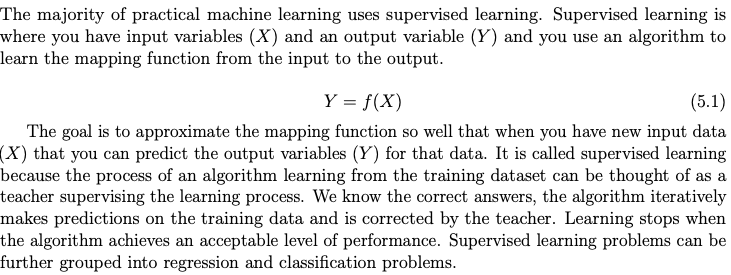 The majority of practical machine learning uses supervised learning. Supervised learning is
where you have input variables (X) and an output variable (Y) and you use an algorithm to
learn the mapping function from the input to the output.
Y = f(X) (5.1)
The goal is to approximate the mapping function so well that when you have new input data
(X) that you can predict the output variables (Y) for that data. It is called supervised learning
because the process of an algorithm learning from the training dataset can be thought of as a
teacher supervising the learning process. We know the correct answers, the algorithm iteratively
makes predictions on the training data and is corrected by the teacher. Learning stops when
the algorithm achieves an acceptable level of performance. Supervised learning problems can be
further grouped into regression and classification problems.